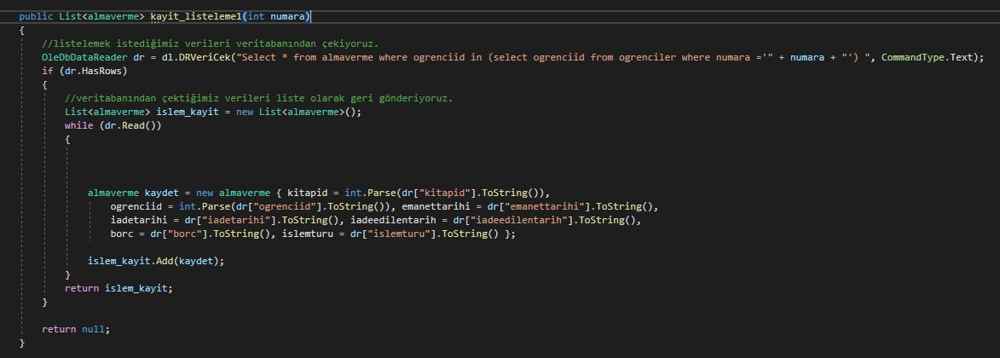 public List<almaverme> kayit_listeleme1(int numara)
{
//listelemek istediğimiz verileri veritabanından çekiyoruz.
OleDbDataReader dr = dl.DRVeriCek("Select * from almaverme where ogrenciid in (select ogrenciid from ogrenciler where numara ='" + numara + "') ", CommandType.Text);
if (dr.HasRows)
{
//veritabanından çektiğimiz verileri liste olarak geri gönderiyoruz.
List<almaverme> islem_kayit = new List<almaverme>();
while (dr.Read())
{
almaverme kaydet = new almaverme { kitapid = int.Parse(dr["kitapid"].ToString()),
ogrenciid = int.Parse(dr["ogrenciid"].ToString()), emanettarihi = dr["emanettarihi"].ToString(),
iadetarihi = dr["iadetarihi"].ToString(), iadeedilentarih = dr["iadeedilentarih"].ToString(),
borc = dr["borc"].ToString(), islemturu = dr["islemturu"].ToString() };
islem_kayit.Add(kaydet);
}
return islem_kayit;
}
return null;
}